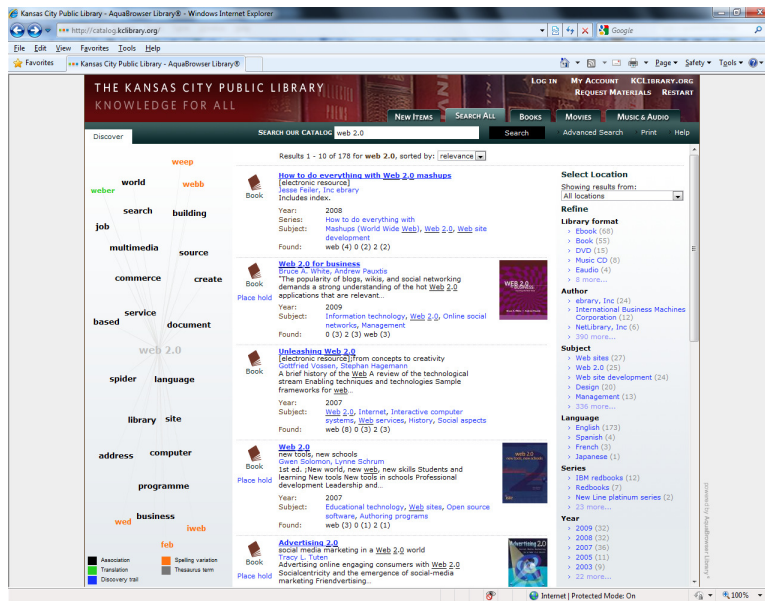 Kansas City Public Library - AquaBrowser Library® - Windows Internet Explorer
http://catalog.kclibrary.org/
Google
File Edit View Favorites Tools Help
Favorites
Kansas City Public Library - AquaBrowser Library®
Page Safety Tools
THE KANSAS CITY PUBLIC LIBRARY
KNOWLEDGE FOR ALL
LOG IN MY ACCOUNT KCLIBRARY.ORG
REQUEST MATERIALS RESTART
NEW ITEMS SEARCH ALL BOOKS MOVIES MUSIC & AUDIO
Discover
SEARCH OUR CATALOG web 2.0 Search Advanced Search Print Help
weep
world
webb
weber
search
building
job
multimedia
source
commerce
create
service
based
document
web 2.0
spider
language
library
site
address
computer
programme
wed
business
iweb
feb
Association
Spelling variation
Translation
Thesaurus term
Discovery trail
Results 1 - 10 of 178 for web 2.0, sorted by: relevance
Book
How to do everything with Web 2.0 mashups
[electronic resource]
Jesse Feiler, Inc ebrary
Includes index.
Year: 2008
Series: How to do everything with
Subject: Mashups (World Wide Web), Web 2.0, Web site
development
Found: web (4) 0 (2) 2 (2)
Book
Place hold
Web 2.0 for business
Bruce A. White, Andrew Pauxtis
"The popularity of blogs, wikis, and social networking
demands a strong understanding of the hot Web 2.0
applications that are relevant...
Year: 2009
Subject: Information technology, Web 2.0, Online social
networks, Management
Found: 0 (3) 2 (3) web (3)
WEB 2.0
Book
Unleashing Web 2.0
[electronic resource];from concepts to creativity
Gottfried Vossen, Stephan Hagemann
A brief history of the Web A review of the technological
stream Enabling techniques and technologies Sample
frameworks for web...
Year: 2007
Subject: Web 2.0, Internet, Interactive computer
systems, Web services, History, Social aspects
Found: web (8) 0 (3) 2 (3)
Book
Place hold
Web 2.0
new tools, new schools
Gwen Solomon, Lynne Schrum
1st ed. ;New world, new web, new skills Students and
learning New tools New tools in schools Professional
development Leadership and...
Year: 2007
Subject: Educational technology, Web sites, Open source
software, Authoring programs
Found: web (3) 0 (1) 2 (1)
web 2.0
Book
Place hold
Advertising 2.0
social media marketing in a Web 2.0 world
Tracy L. Tuten
Advertising online engaging consumers with Web 2.0
Socialcentricity and the emergence of social-media
marketing Friendvertising...
Advertising 2.0
Select Location
Showing results from:
All locations
Refine
Library format
Ebook (68)
Book (55)
DVD (15)
Music CD (8)
Eaudio (4)
8 more...
Author
ebrary, Inc (24)
International Business Machines
Corporation (12)
NetLibrary, Inc (6)
390 more...
Subject
Web sites (27)
Web 2.0 (25)
Web site development (24)
Design (20)
Management (13)
336 more...
Language
English (173)
Spanish (4)
French (3)
Japanese (1)
Series
IBM redbooks (12)
Redbooks (7)
New Line platinum series (2)
23 more...
Year
2009 (32)
2008 (32)
2007 (36)
2005 (11)
2003 (9)
22 more...
powered by AquaBrowser Library®
Internet | Protected Mode: On
100%